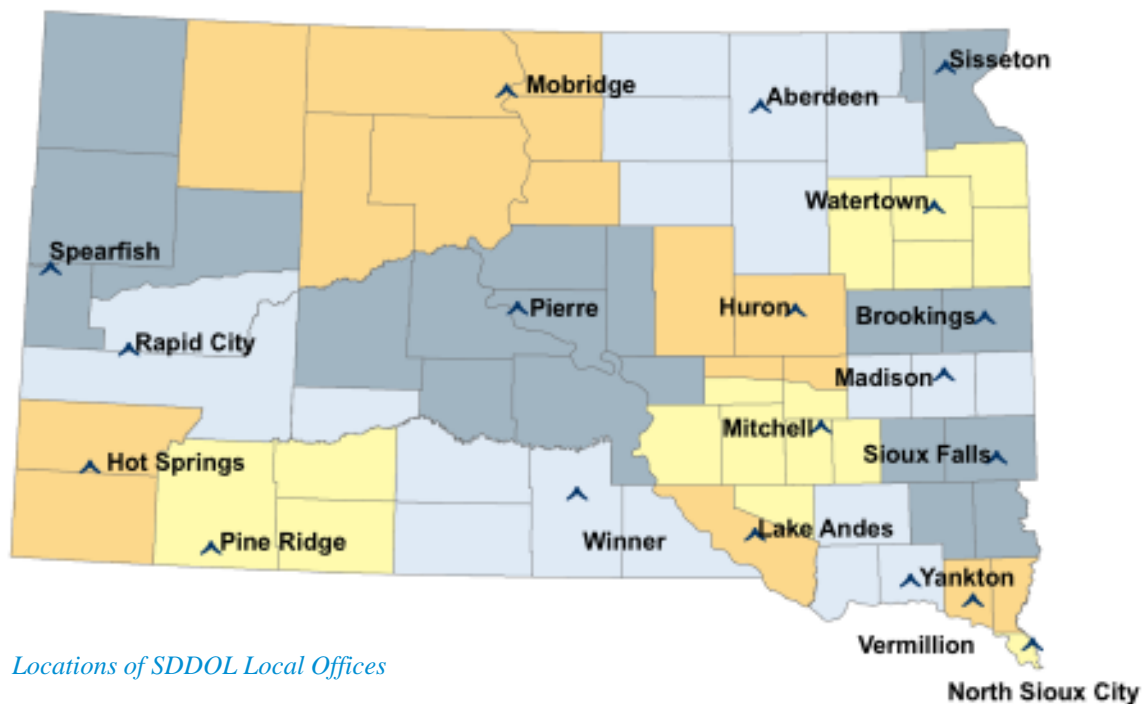 Sisseton
Mobridge
Aberdeen
Watertown
Spearfish
Pierre
Huron
Brookings
Rapid City
Madison
Mitchell
Sioux Falls
Hot Springs
Pine Ridge
Winner
Lake Andes
Yankton
Vermillion
Locations of SDDOL Local Offices
North Sioux City